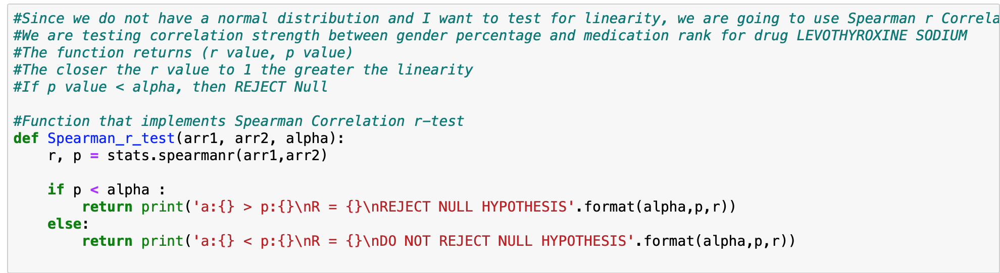 #Since we do not have a normal distribution and I want to test for linearity, we are going to use Spearman r
#We are testing correlation strength between gender percentage and medication rank for drug LEVOTHYROXINE SODIUM
#The function returns (r value, p value)
#The closer the r value to 1 the greater the linearity
#If p value < alpha, then REJECT Null
#Function that implements Spearman Correlation r-test
def Spearman_r_test(arr1, arr2, alpha):
    r, p = stats.spearmanr(arr1,arr2)
    if p < alpha :
        return print('a:{} > p:{}\nR = {}\nREJECT NULL HYPOTHESIS'.format(alpha,p,r))
    else:
        return print('a:{} < p:{}\nR = {}\nDO NOT REJECT NULL HYPOTHESIS'.format(alpha,p,r))